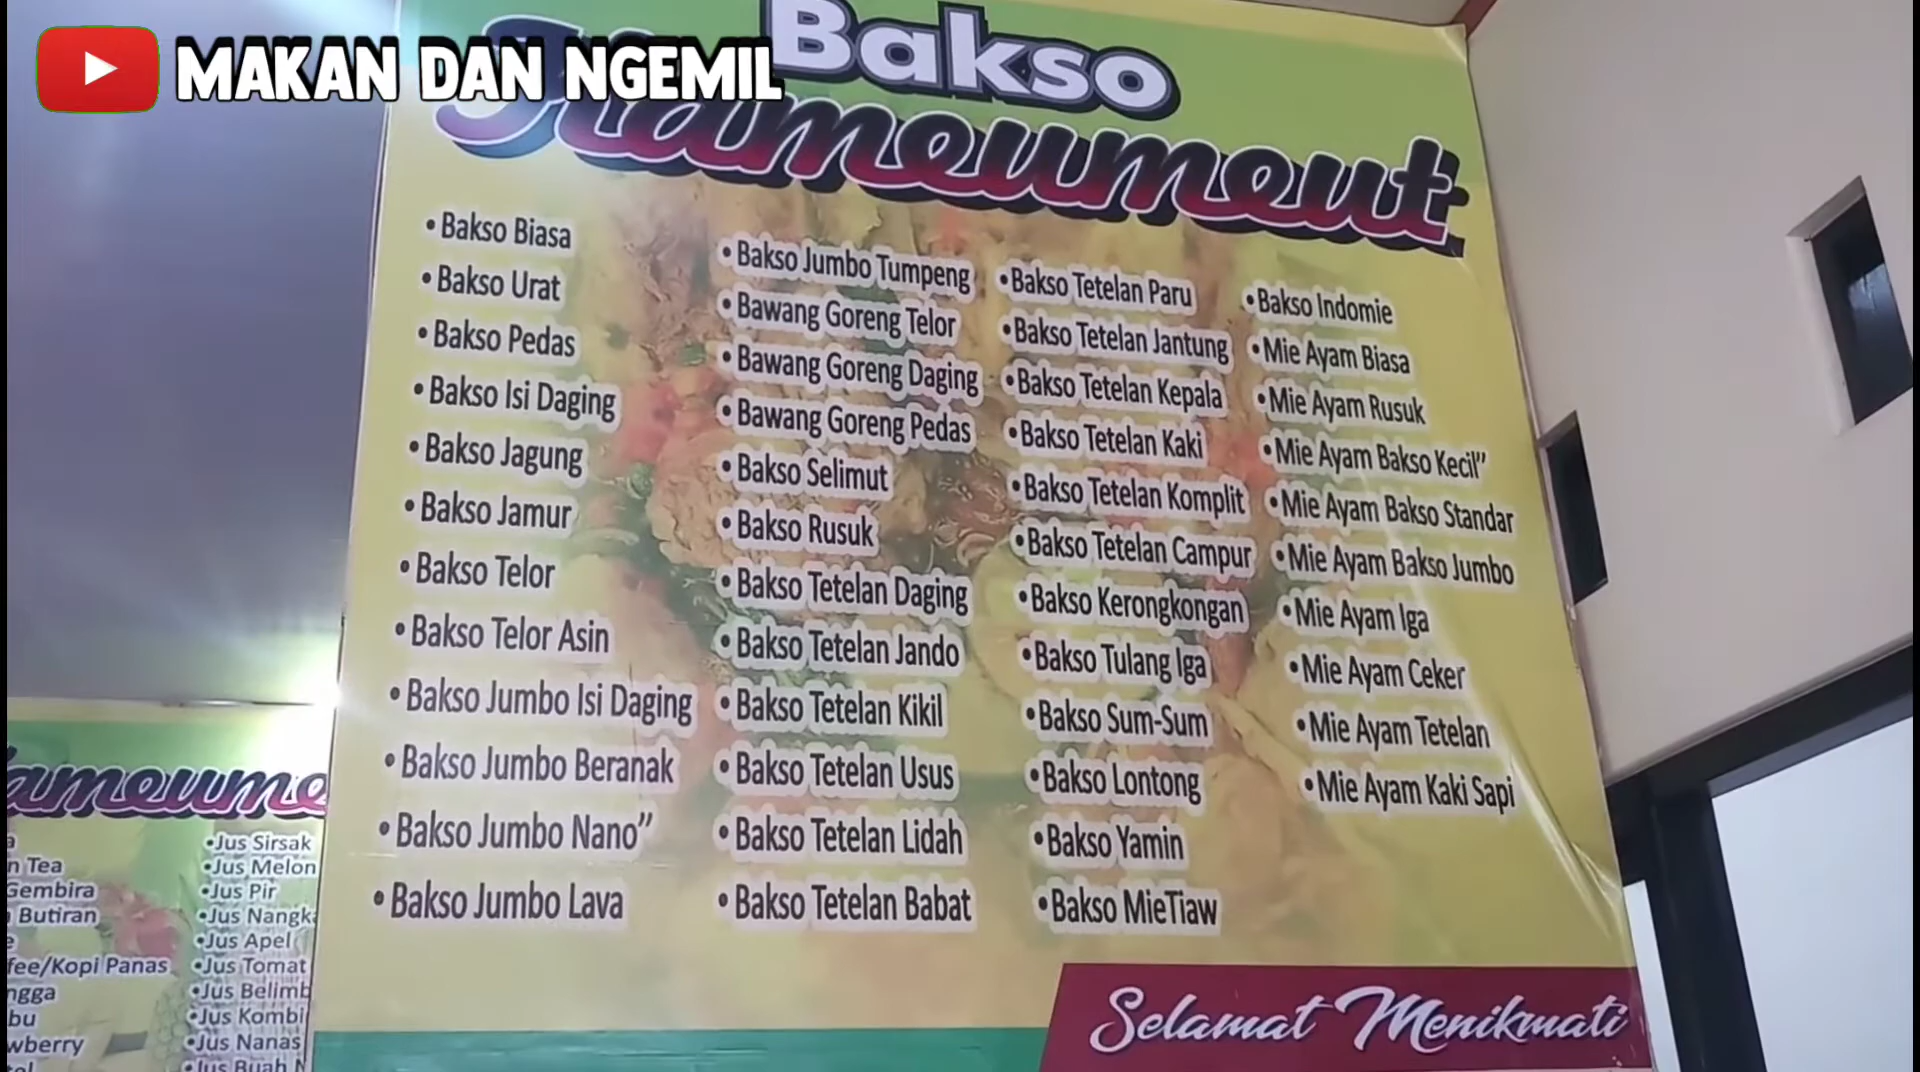 MAKAN DAN NGEMIL
Bakso
Kameumeut
• Bakso Biasa
• Bakso Urat
• Bakso Pedas
• Bakso Isi Daging
• Bakso Jagung
• Bakso Jamur
• Bakso Telor
• Bakso Telor Asin
• Bakso Jumbo Isi Daging
• Bakso Jumbo Beranak
• Bakso Jumbo Nano”
• Bakso Jumbo Lava
• Bakso Jumbo Tumpeng
• Bawang Goreng Telor
• Bawang Goreng Daging
• Bawang Goreng Pedas
• Bakso Selimut
• Bakso Rusuk
• Bakso Tetelan Daging
• Bakso Tetelan Jando
• Bakso Tetelan Kikil
• Bakso Tetelan Usus
• Bakso Tetelan Lidah
• Bakso Tetelan Babat
• Bakso Tetelan Paru
• Bakso Tetelan Jantung
• Bakso Tetelan Kepala
• Bakso Tetelan Kaki
• Bakso Tetelan Komplit
• Bakso Tetelan Campur
• Bakso Kerongkongan
• Bakso Tulang Iga
• Bakso Sum-Sum
• Bakso Lontong
• Bakso Yamin
• Bakso MieTiaw
• Bakso Indomie
• Mie Ayam Biasa
• Mie Ayam Rusuk
• Mie Ayam Bakso Kecil”
• Mie Ayam Bakso Standar
• Mie Ayam Bakso Jumbo
• Mie Ayam Iga
• Mie Ayam Ceker
• Mie Ayam Tetelan
• Mie Ayam Kaki Sapi
Selamat Menikmati
Tea
Gembira
Butiran
Kopi Panas
• Jus Sirsak
• Jus Melon
• Jus Pir
• Jus Nangka
• Jus Apel
• Jus Tomat
• Jus
• Jus
• Jus Nanas
• Jus Buah